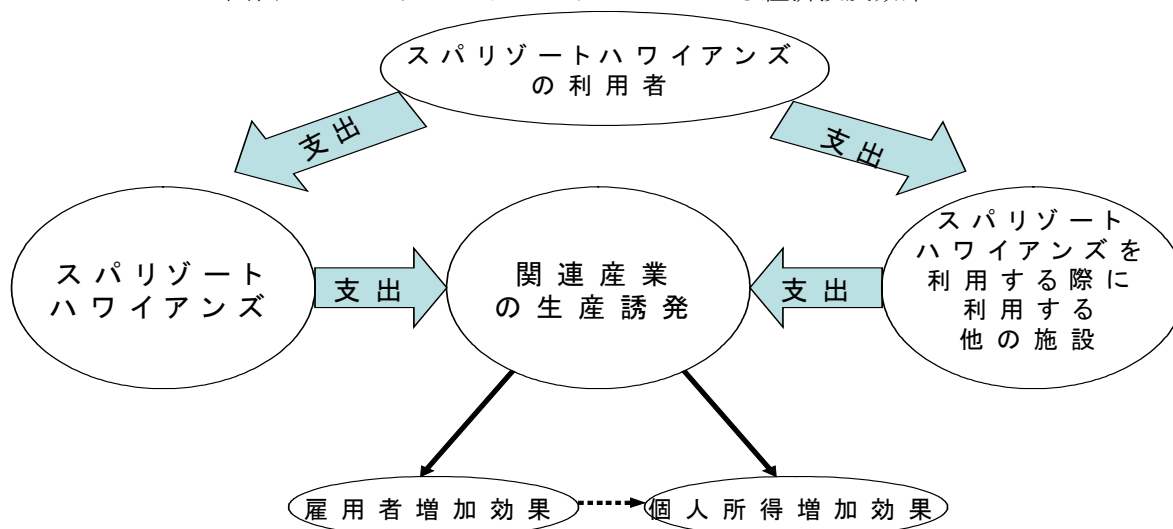 スパリゾートハワイアンズ
の利用者
支出
支出
スパリゾート
ハワイアンズ
支出
関連産業
の生産誘発
支出
スパリゾート
ハワイアンズを
利用する際に
利用する
他の施設
雇用者増加効果
個人所得増加効果